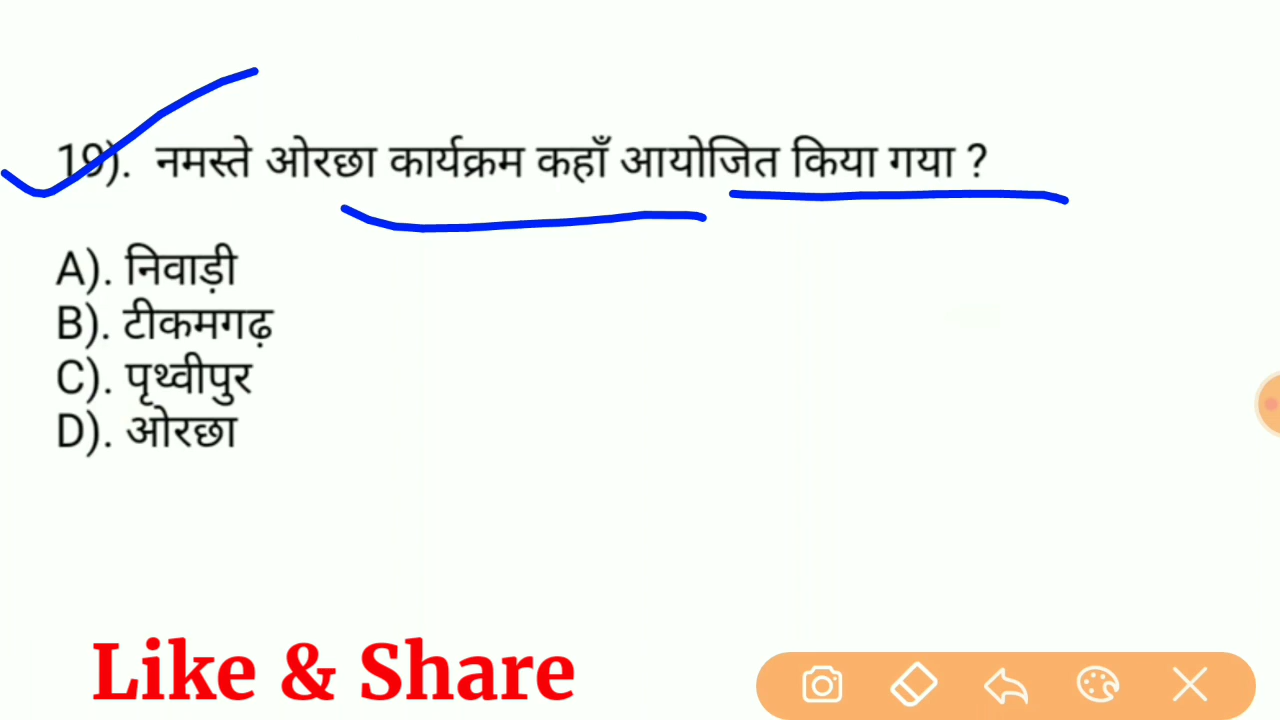 19). नमस्ते ओरछा कार्यक्रम कहाँ आयोजित किया गया ?
A). निवाड़ी
B). टीकमगढ़
C). पृथ्वीपुर
D). ओरछा
Like & Share